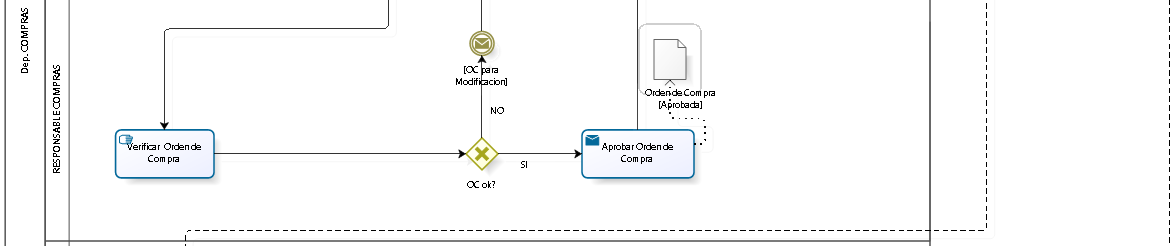 Dep. COMPRAS
RESPONSABLE COMPRAS
[OC para
Modificacion]
NO
Orden de Compra
[Aprobada]
Verificar Orden de
Compra
OC ok?
SI
Aprobar Orden de
Compra